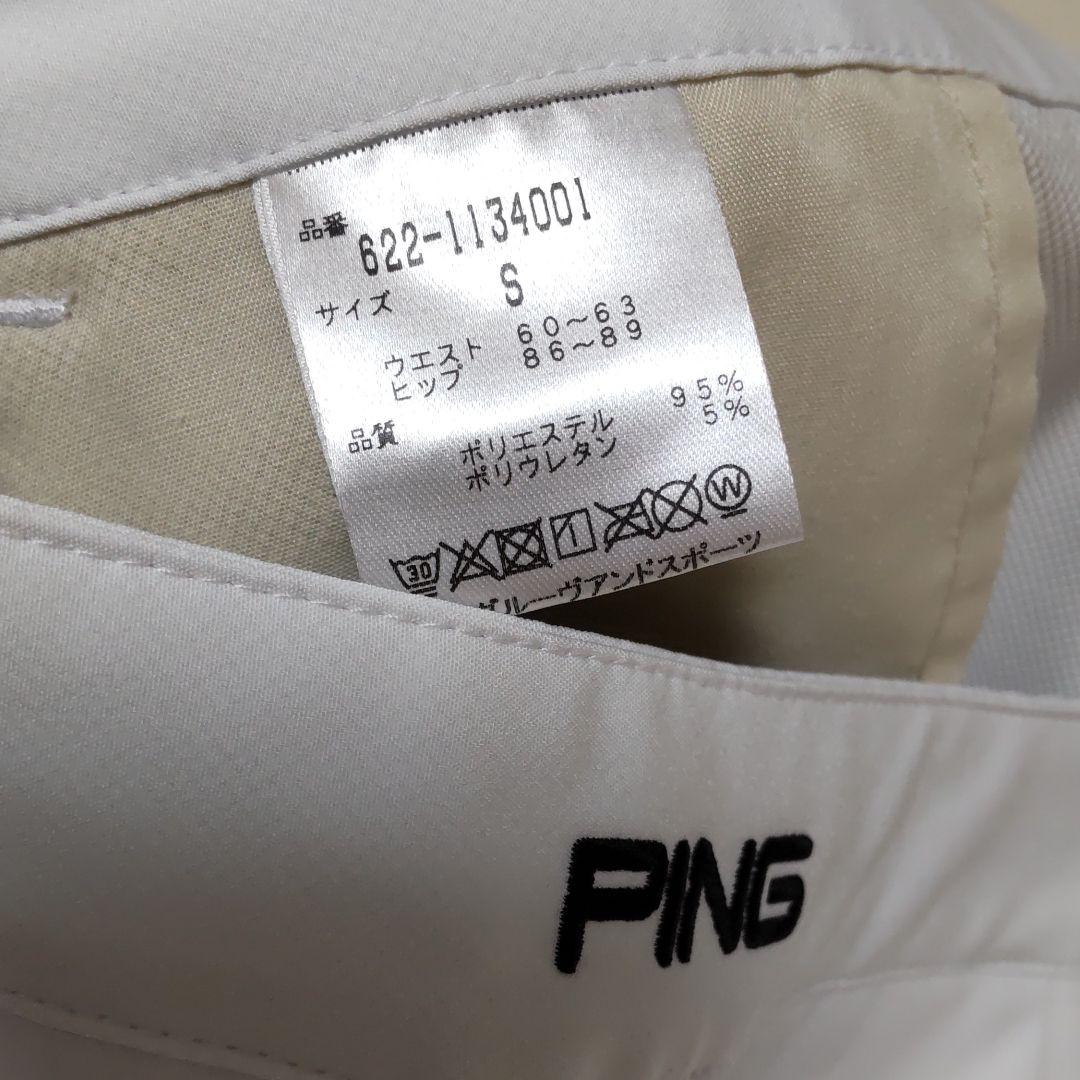 品番 622-1134001
サイズ S
ウエスト 60～63
ヒップ 86～89
品質
ポリエステル 95%
ポリウレタン 5%
30 1 W
グルーヴアンドスポーツ
PING